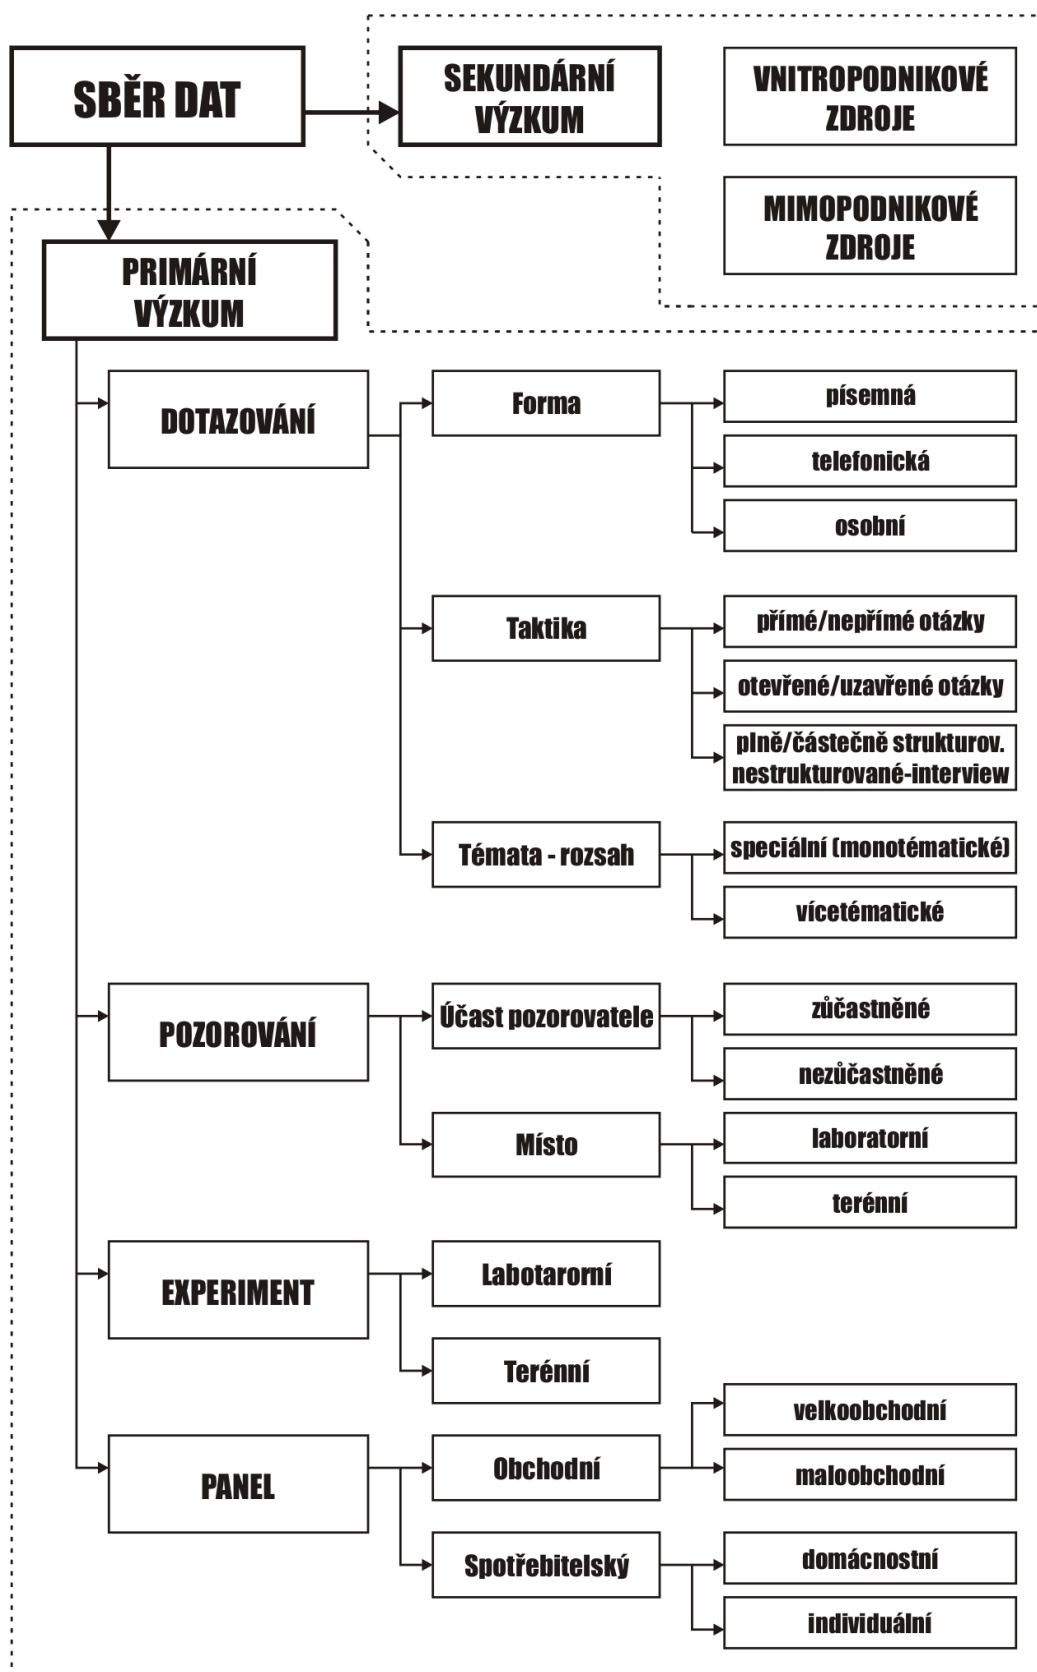 SBĚR DAT
SEKUNDÁRNÍ
VÝZKUM
VNITROPODNIKOVÉ
ZDROJE
MIMOPODNIKOVÉ
ZDROJE
PRIMÁRNÍ
VÝZKUM
DOTAZOVÁNÍ
Forma
písemná
telefonická
osobní
Taktika
přímé/nepřímé otázky
otevřené/uzavřené otázky
plně/částečně strukturov.
nestrukturované-interview
Témata - rozsah
speciální (monotématické)
vícetématické
POZOROVÁNÍ
Účast pozorovatele
zůčastněné
nezůčastněné
Místo
laboratorní
terénní
EXPERIMENT
Labotarorní
Terénní
PANEL
Obchodní
velkoobchodní
maloobchodní
Spotřebitelský
domácnostní
individuální